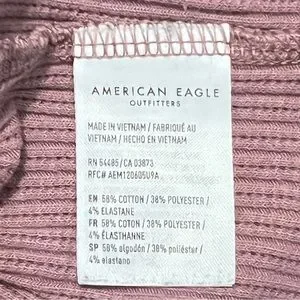 AMERICAN EAGLE
OUTFITTERS
MADE IN VIETNAM / FABRIQUÉ AU
VIETNAM / HECHO EN VIETNAM
RN 54485/CA 03873
RFC# AEM120605U9A
EN 58% COTTON / 38% POLYESTER /
4% ELASTANE
FR 58% COTON / 38% POLYESTER /
4% ÉLASTHANNE
SP 58% algodón / 38% poliéster /
4% elastano